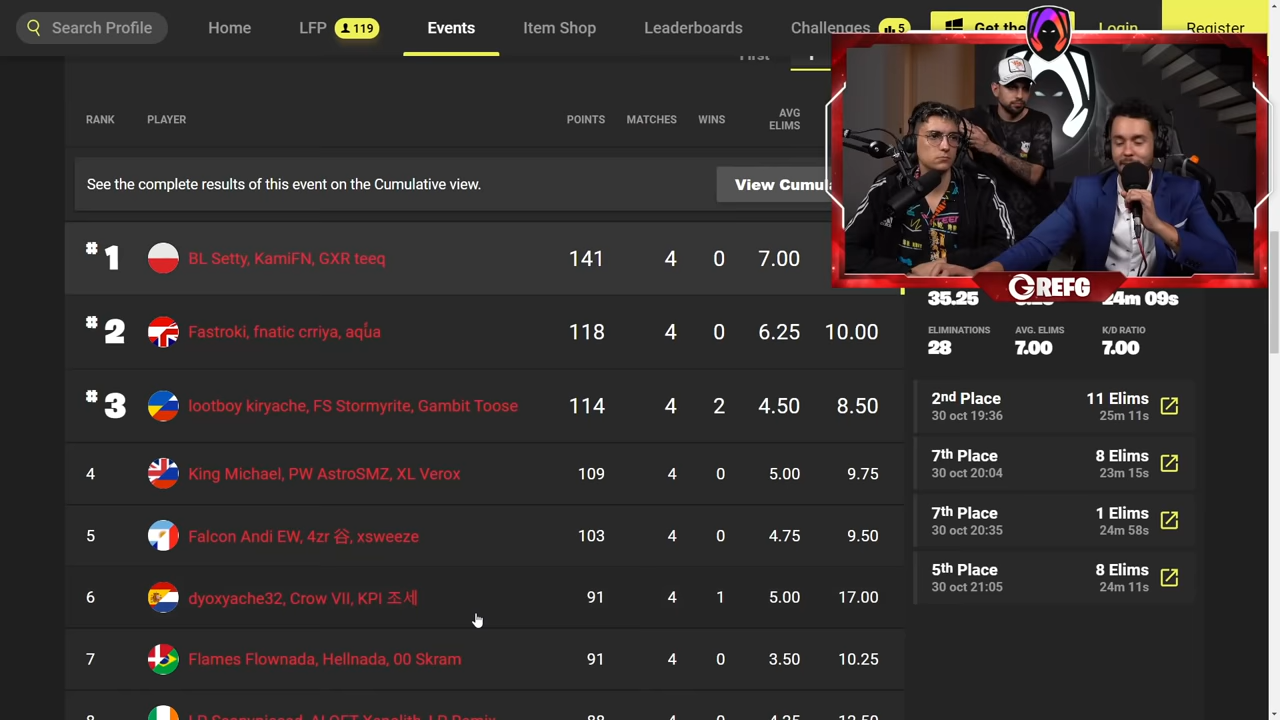 Search Profile
Home
LFP 119
Events
Item Shop
Leaderboards
Challenges 5
Get the
Login
Register
First
RANK PLAYER POINTS MATCHES WINS AVG ELIMS
See the complete results of this event on the Cumulative view.
View Cumu
#1 BL Setty, KamiFN, GXR teeq 141 4 0 7.00
#2 Fastroki, fnatic crriya, 118 4 0 6.25 10.00
#3 lootboy kiryache, FS Stormyrite, Gambit Toose 114 4 2 4.50 8.50
4 King Michael, PW AstroSMZ, XL Verox 109 4 0 5.00 9.75
5 Falcon Andi EW, 4zr 谷, xsweeze 103 4 0 4.75 9.50
6 dyoxyache32, Crow VII, KPI 조세 91 4 1 5.00 17.00
7 Flames Flownada, Hellnada, 00 Skram 91 4 0 3.50 10.25
GREFG
35.25 24m 09s
ELIMINATIONS AVG. ELIMS K/D RATIO
28 7.00 7.00
2nd Place 11 Elims
30 oct 19:36 25m 11s
7th Place 8 Elims
30 oct 20:04 23m 15s
7th Place 1 Elims
30 oct 20:35 24m 58s
5th Place 8 Elims
30 oct 21:05 24m 11s